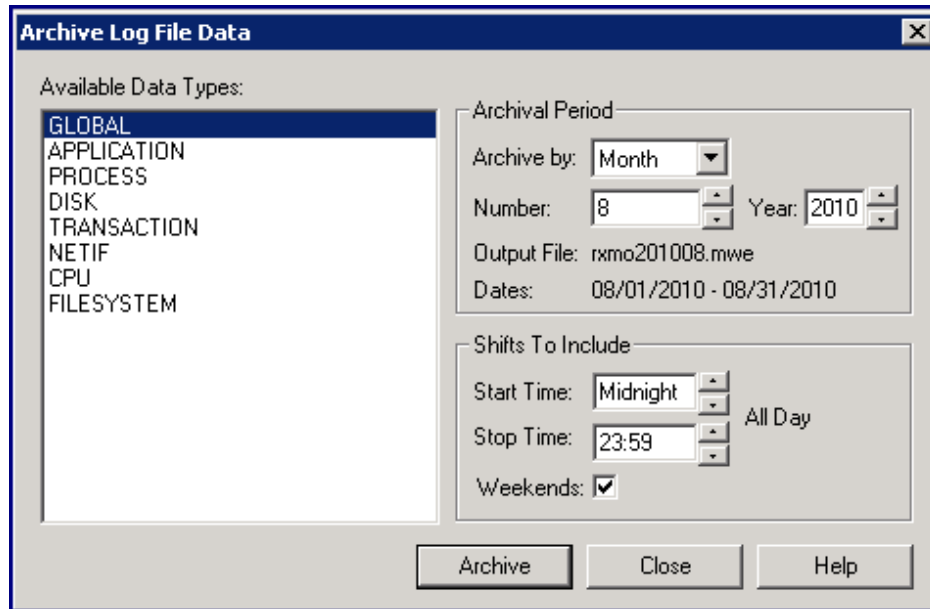 Archive Log File Data
Available Data Types:
GLOBAL
APPLICATION
PROCESS
DISK
TRANSACTION
NETIF
CPU
FILESYSTEM
Archival Period
Archive by: Month
Number: 8 Year: 2010
Output File: rxmo201008.mwe
Dates: 08/01/2010 - 08/31/2010
Shifts To Include
Start Time: Midnight
All Day
Stop Time: 23:59
Weekends:
Archive Close Help